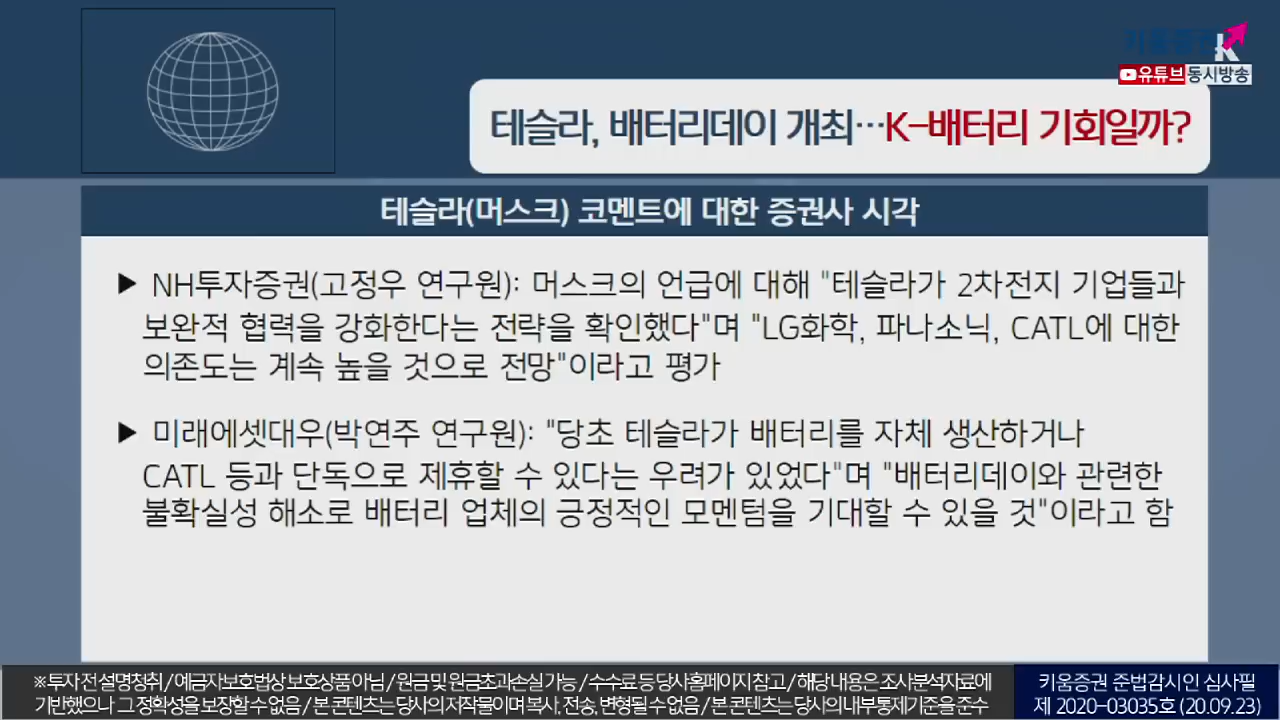 키움증권
유튜브 동시방송
테슬라, 배터리데이 개최…K-배터리 기회일까?
테슬라(머스크) 코멘트에 대한 증권사 시각
▶ NH투자증권(고정우 연구원): 머스크의 언급에 대해 "테슬라가 2차전지 기업들과
보완적 협력을 강화한다는 전략을 확인했다"며 "LG화학, 파나소닉, CATL에 대한
의존도는 계속 높을 것으로 전망"이라고 평가
▶ 미래에셋대우(박연주 연구원): "당초 테슬라가 배터리를 자체 생산하거나
CATL 등과 단독으로 제휴할 수 있다는 우려가 있었다"며 "배터리데이와 관련한
불확실성 해소로 배터리 업체의 긍정적인 모멘텀을 기대할 수 있을 것"이라고 함
※ 투자 전 설명청취 / 예금자보호법상 보호상품 아님 / 원금 및 원금초과손실 가능 / 수수료 등 당사홈페이지 참고 / 해당 내용은 조사분석자료에
기반했으나 그 정확성을 보장할 수 없음 / 본 콘텐츠는 당사의 저작물이며 복사, 전송, 변형될 수 없음 / 본 콘텐츠는 당사의 내부통제기준을 준수
키움증권 준법감시인 심사필
제 2020-03035호 (20.09.23)